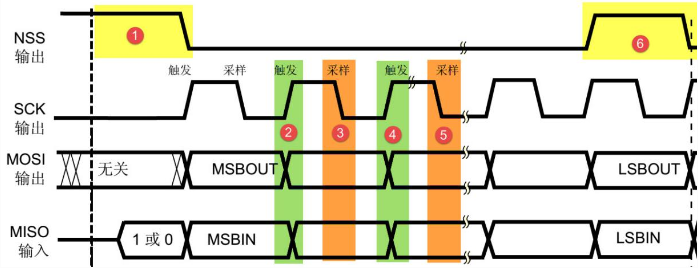 NSS
输出
1
6
触发
采样
触发
采样
触发
采样
SCK
输出
2
3
4
5
MOSI
输出
无关
MSBOUT
LSBOUT
MISO
输入
1 或 0
MSBIN
LSBIN